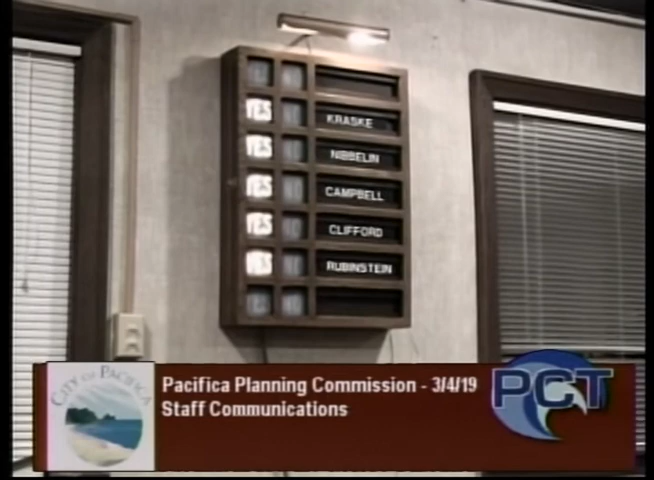 YES KRASKE
YES NIBBELIN
YES CAMPBELL
YES CLIFFORD
YES RUBINSTEIN
CITY OF PACIFICA
Pacifica Planning Commission - 3/4/19
Staff Communications
PCT